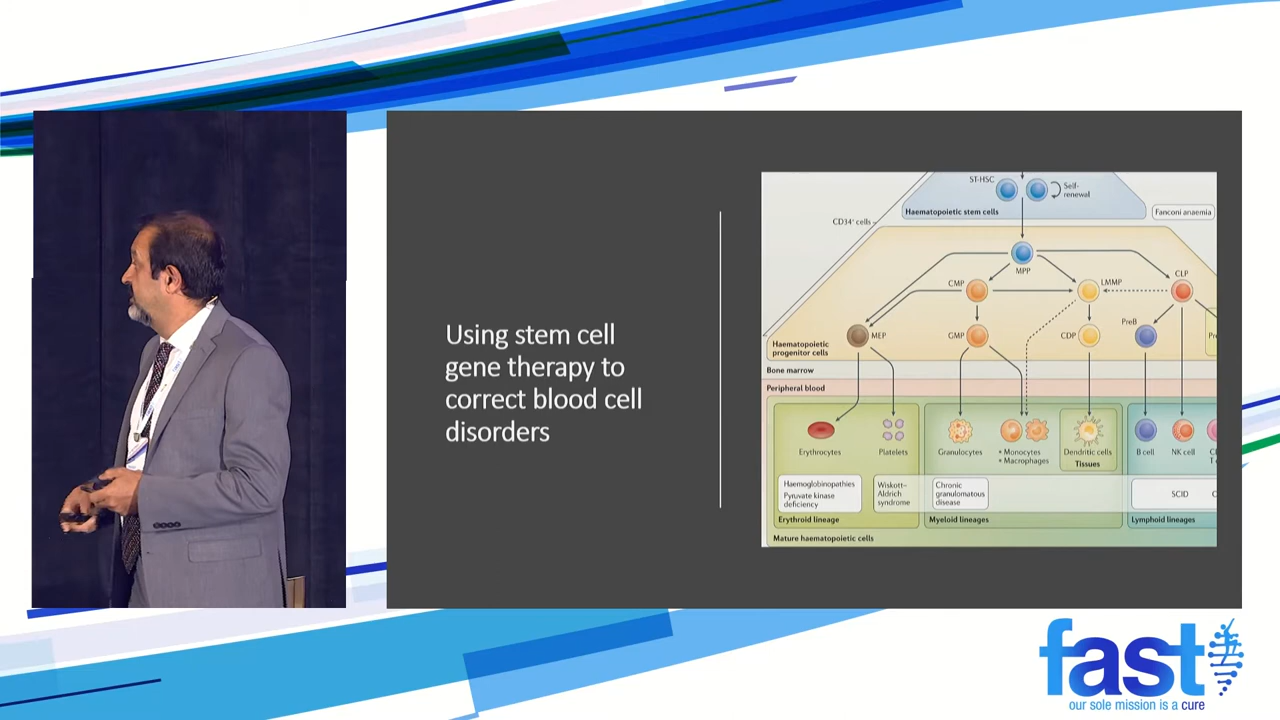 Using stem cell
gene therapy to
correct blood cell
disorders
ST-HSC
Self-
renewal
Haematopoietic stem cells
Fanconi anaemia
CD34⁺ cells
MPP
CMP
LMMP
CLP
MEP
GMP
CDP
PreB
Haematopoietic
progenitor cells
Bone marrow
Peripheral blood
Erythrocytes
Platelets
Granulocytes
• Monocytes
• Macrophages
Dendritic cells
Tissues
B cell
NK cell
Haemoglobinopathies
Pyruvate kinase
deficiency
Wiskott–
Aldrich
syndrome
Chronic
granulomatous
disease
SCID
Erythroid lineage
Myeloid lineages
Lymphoid lineages
Mature haematopoietic cells
fast
our sole mission is a cure